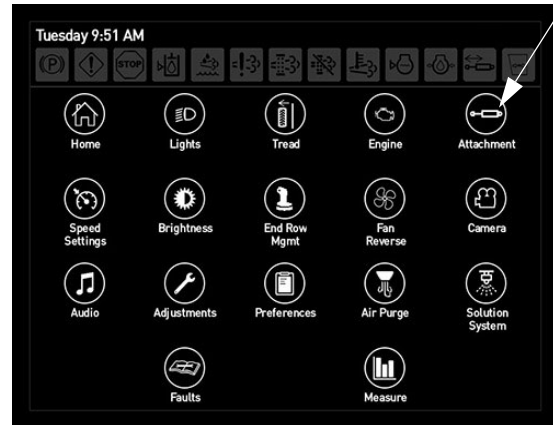 Tuesday 9:51 AM
STOP
Home Lights Tread Engine Attachment
Speed Settings
Brightness
End Row Mgmt
Fan Reverse
Camera
Audio Adjustments Preferences Air Purge
Solution System
Faults Measure